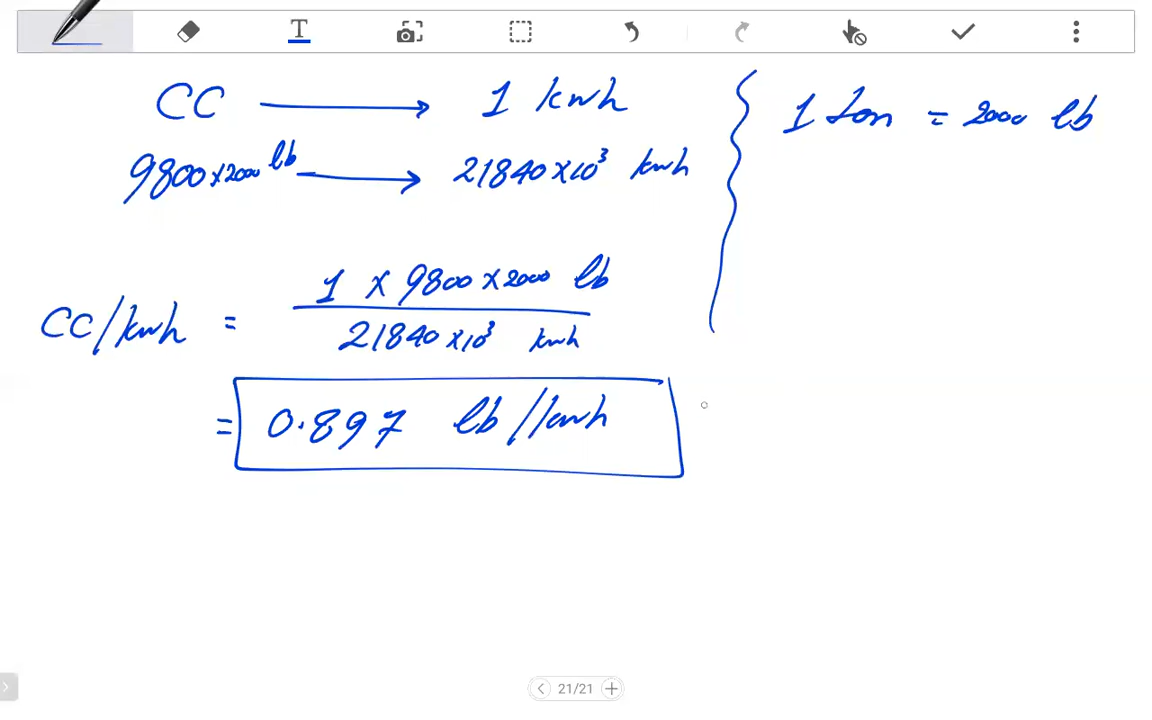 T
CC ⟶ 1 kwh
9800×2000 lb ⟶ 21840×10³ kwh
1 Ton = 2000 lb
1 × 9800 × 2000 lb
CC/kwh =
21840 ×10³ kwh
= 0.897 lb//kwh
21/21